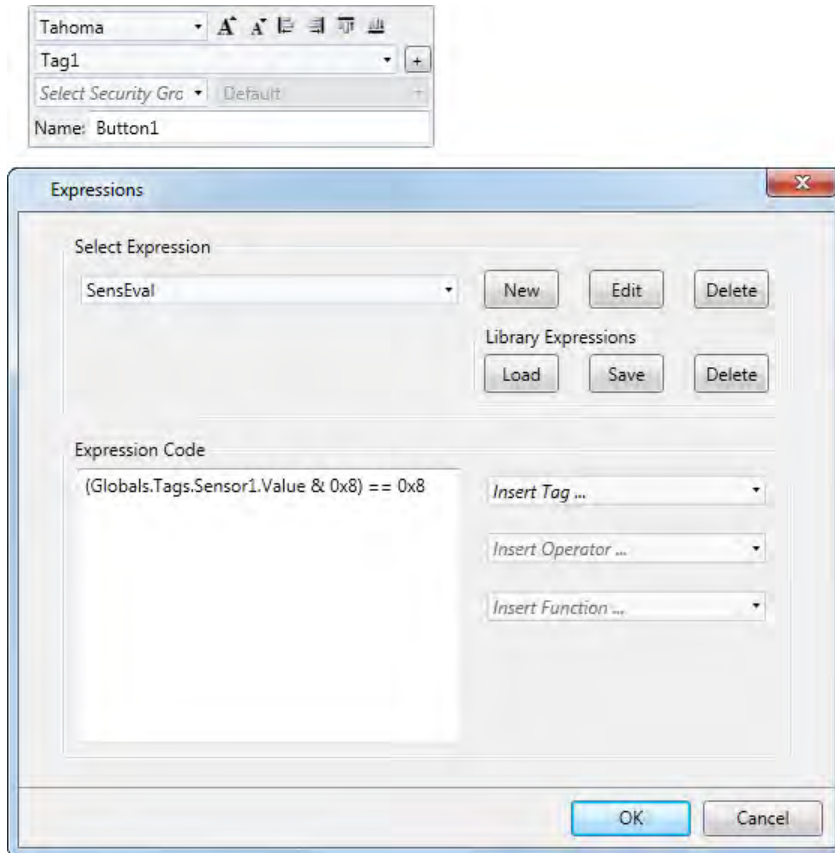 Tahoma
Tag1
+
Select Security Grc Default
Name: Button1
Expressions
Select Expression
SensEval New Edit Delete
Library Expressions
Load Save Delete
Expression Code
(Globals.Tags.Sensor1.Value & 0x8) == 0x8
Insert Tag ...
Insert Operator ...
Insert Function ...
OK Cancel